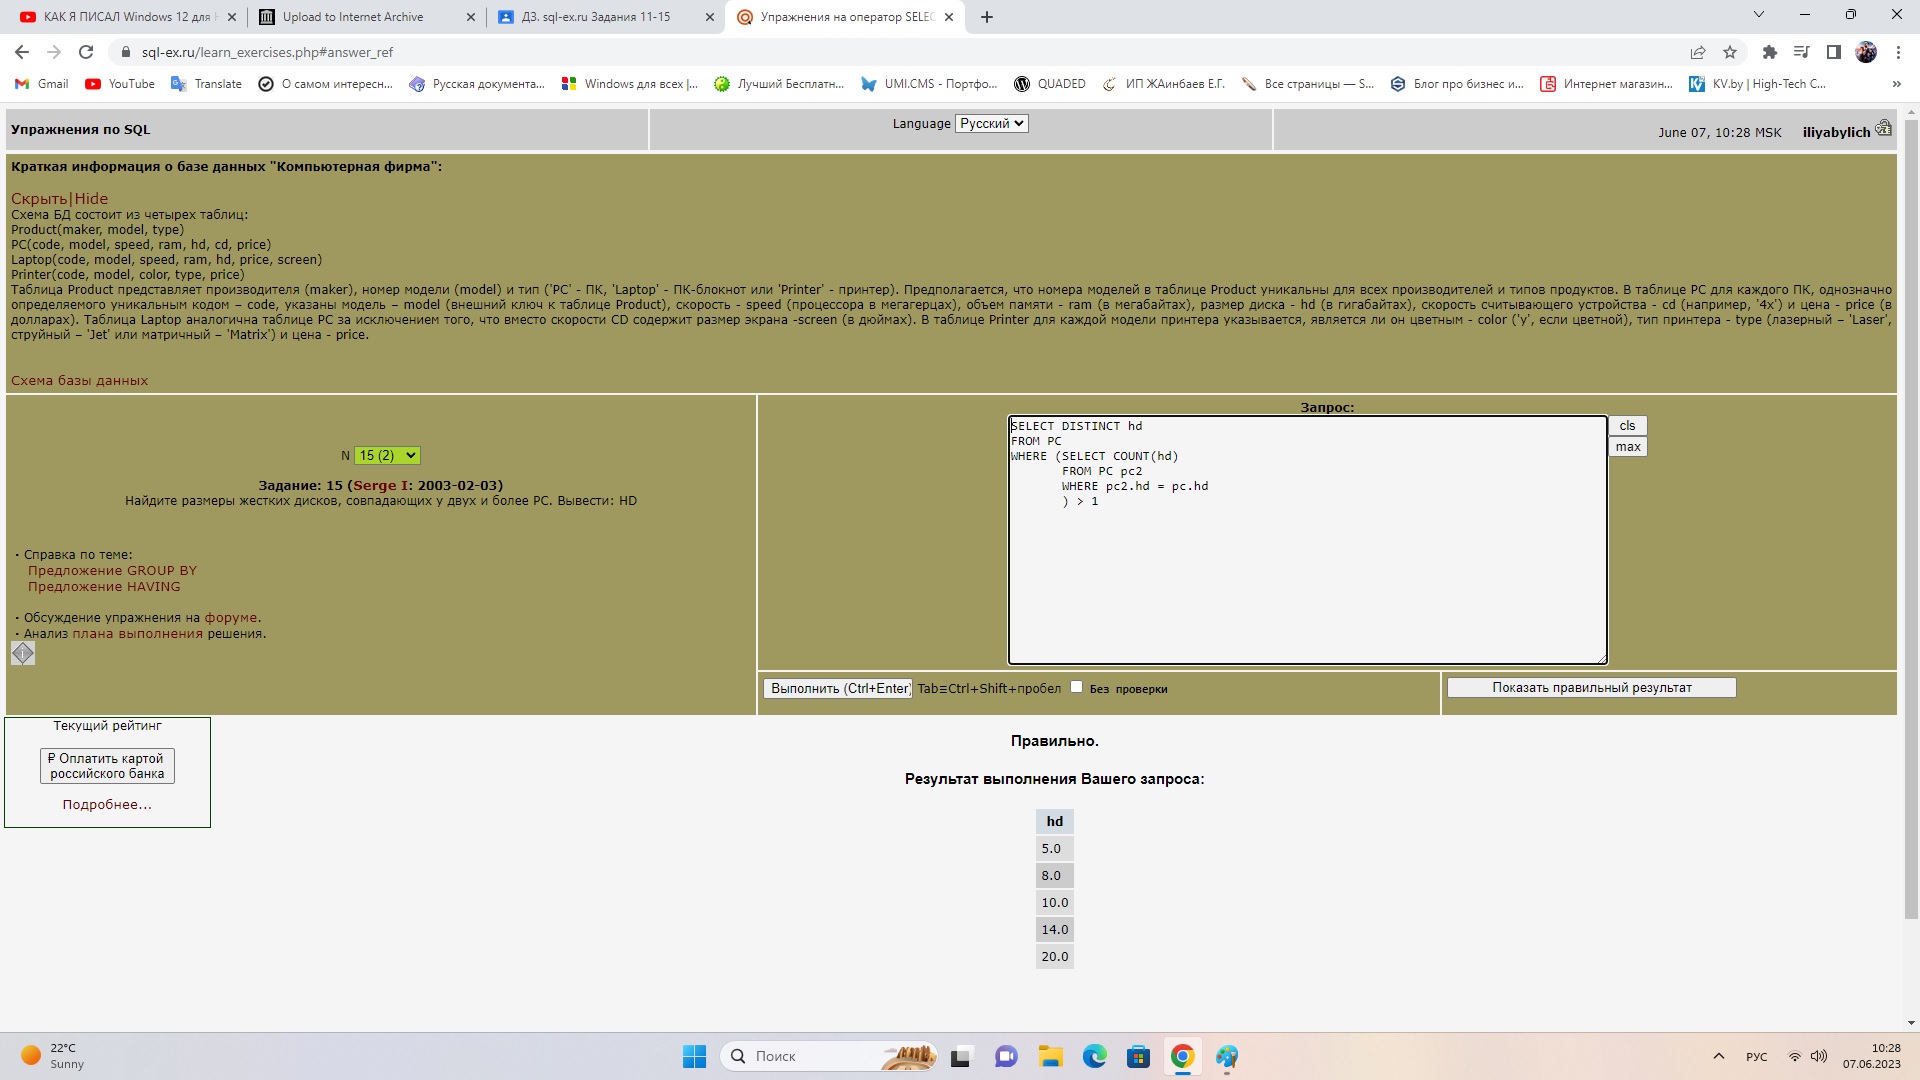 КАК Я ПИСАЛ Windows 12 для
Upload to Internet Archive
ДЗ. sql-ex.ru Задания 11-15
Упражнения на оператор SELEC
sql-ex.ru/learn_exercises.php#answer_ref
Gmail
YouTube
Translate
О самом интересн...
Русская документа...
Windows для всех |...
Лучший Бесплатн...
UMI.CMS - Портфо...
QUADED
ИП ЖАинбаев Е.Г.
Все страницы — S...
Блог про бизнес и...
Интернет магазин...
KV.by | High-Tech C...
»
Упражнения по SQL
Language Русский
June 07, 10:28 MSK iliyabylich
Краткая информация о базе данных "Компьютерная фирма":
Скрыть|Hide
Схема БД состоит из четырех таблиц:
Product(maker, model, type)
PC(code, model, speed, ram, hd, cd, price)
Laptop(code, model, speed, ram, hd, price, screen)
Printer(code, model, color, type, price)
Таблица Product представляет производителя (maker), номер модели (model) и тип ('PC' - ПК, 'Laptop' - ПК-блокнот или 'Printer' - принтер). Предполагается, что номера моделей в таблице Product уникальны для всех производителей и типов продуктов. В таблице PC для каждого ПК, однозначно
определяемого уникальным кодом – code, указаны модель – model (внешний ключ к таблице Product), скорость - speed (процессора в мегагерцах), объем памяти - ram (в мегабайтах), размер диска - hd (в гигабайтах), скорость считывающего устройства - cd (например, '4x') и цена - price (в
долларах). Таблица Laptop аналогична таблице РС за исключением того, что вместо скорости CD содержит размер экрана -screen (в дюймах). В таблице Printer для каждой модели принтера указывается, является ли он цветным - color ('y', если цветной), тип принтера - type (лазерный – 'Laser',
струйный – 'Jet' или матричный – 'Matrix') и цена - price.
Схема базы данных
N 15 (2)
Задание: 15 (Serge I: 2003-02-03)
Найдите размеры жестких дисков, совпадающих у двух и более PC. Вывести: HD
• Справка по теме:
Предложение GROUP BY
Предложение HAVING
• Обсуждение упражнения на форуме.
• Анализ плана выполнения решения.
Запрос:
SELECT DISTINCT hd
FROM PC
WHERE (SELECT COUNT(hd)
FROM PC pc2
WHERE pc2.hd = pc.hd
) > 1
cls
max
Выполнить (Ctrl+Enter)
Tab≡Ctrl+Shift+пробел
Без проверки
Показать правильный результат
Текущий рейтинг
₽ Оплатить картой
российского банка
Подробнее...
Правильно.
Результат выполнения Вашего запроса:
hd
5.0
8.0
10.0
14.0
20.0
22°C
Sunny
Поиск
РУС
10:28
07.06.2023